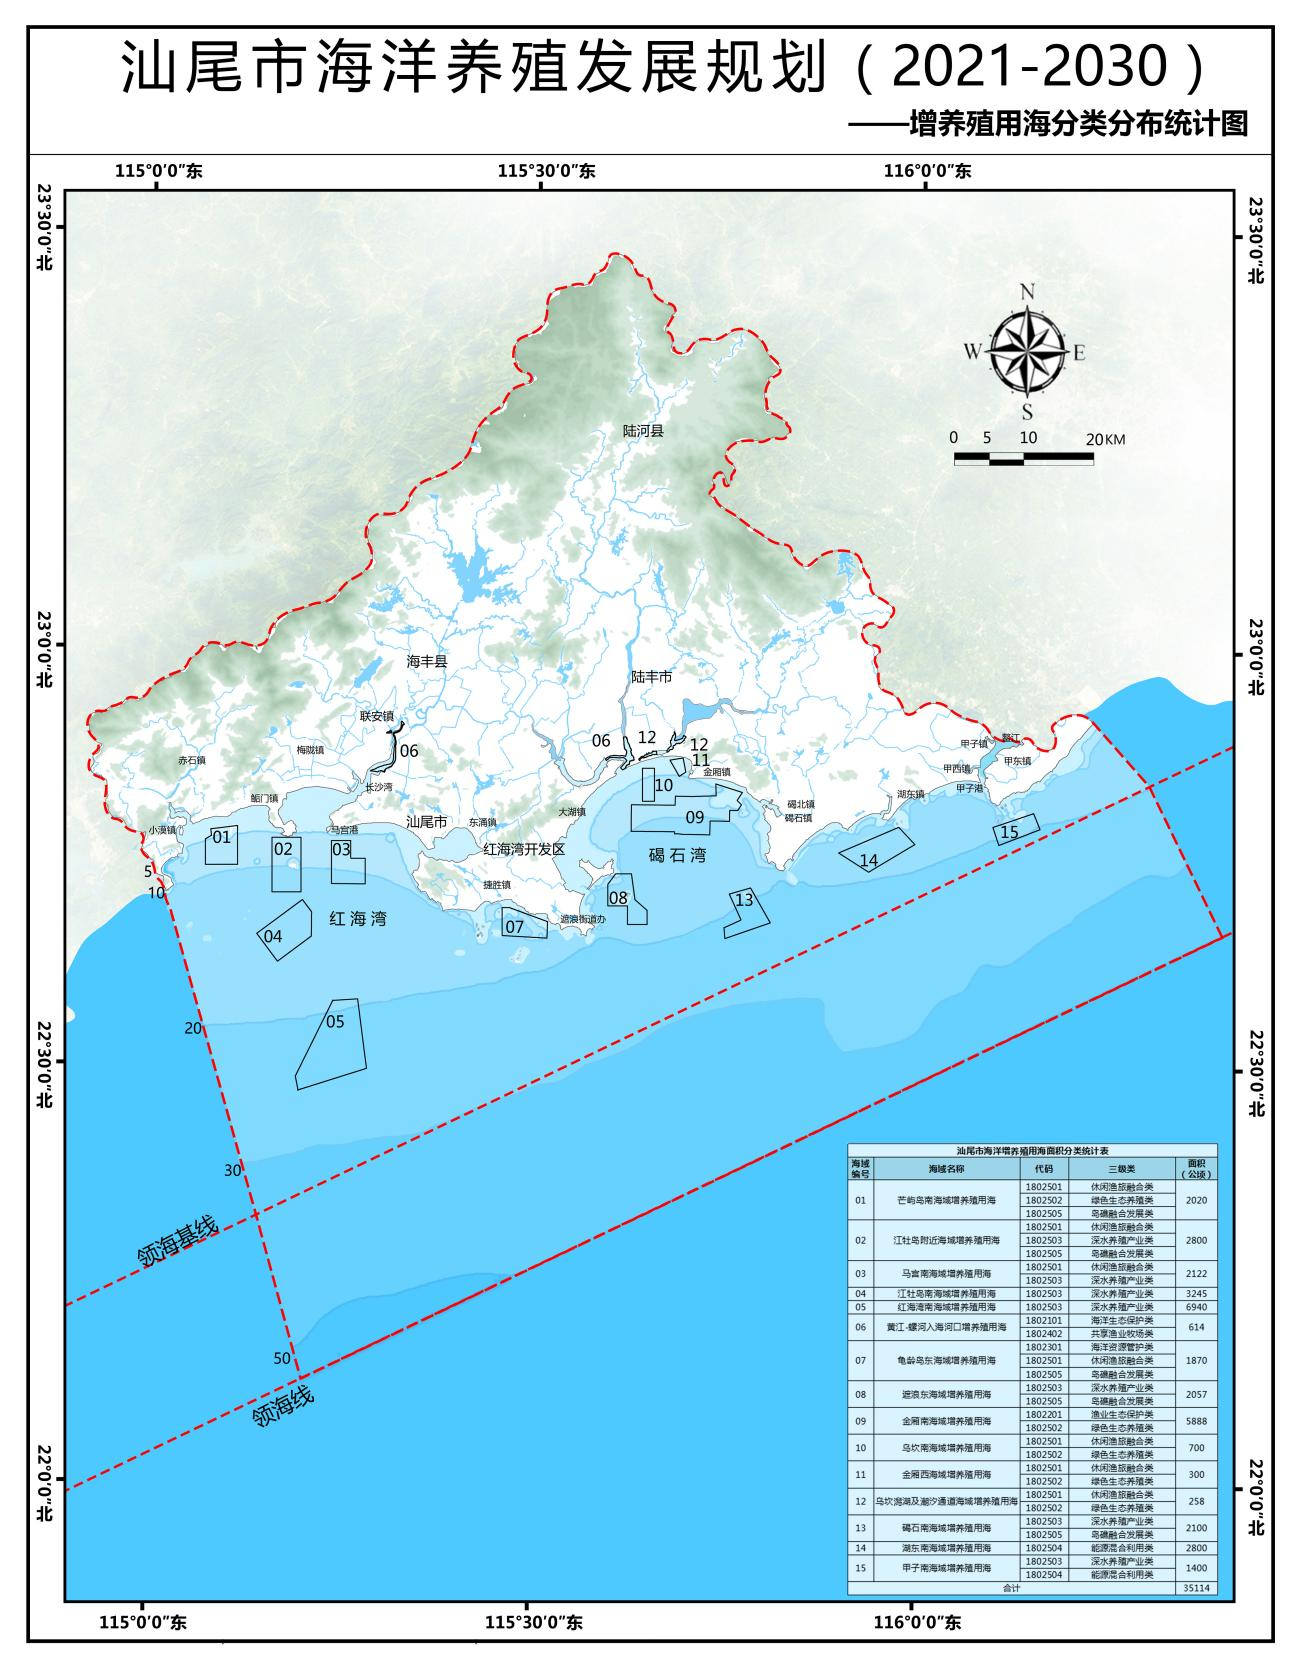 汕尾市海洋养殖发展规划（2021-2030）
——增养殖用海分类分布统计图
115°0'0"东 115°30'0"东 116°0'0"东
23°30'0"北 23°30'0"北
N
W E
S
0 5 10 20KM
陆河县
23°0'0"北 23°0'0"北
海丰县
陆丰市
联安镇
06
06 12 12
11
赤石镇 梅陇镇
长沙湾
金厢镇
甲子镇
甲东镇
甲西镇
甲子港
鲘门镇
10
湖东镇
碣北镇
碣石镇
大湖镇
09
小漠镇
01
马宫港
汕尾市 东涌镇
02 03
红海湾开发区
碣石湾
14
15
5
10
捷胜镇
08
13
红海湾
04
07
遮浪街道办
05
20
22°30'0"北 22°30'0"北
30
领海基线
50
领海线
22°0'0"北 22°0'0"北
汕尾市海洋增养殖用海面积分类统计表
海域编号 海域名称 代码 三级类 面积（公顷）
01 芒屿岛南海域增养殖用海 1802501 休闲渔旅融合类 2020
1802502 绿色生态养殖类
1802505 岛礁融合发展类
02 江牡岛附近海域增养殖用海 1802501 休闲渔旅融合类 2800
1802503 深水养殖产业类
1802505 岛礁融合发展类
03 马宫南海域增养殖用海 1802501 休闲渔旅融合类 2122
1802503 深水养殖产业类
04 江牡岛南海域增养殖用海 1802503 深水养殖产业类 3245
05 红海湾南海域增养殖用海 1802503 深水养殖产业类 6940
06 黄江-螺河入海河口增养殖用海 1802101 海洋生态保护类 614
1802402 共享渔业牧场类
07 龟龄岛东海域增养殖用海 1802301 海洋资源管护类 1870
1802501 休闲渔旅融合类
1802505 岛礁融合发展类
08 遮浪东海域增养殖用海 1802503 深水养殖产业类 2057
1802505 岛礁融合发展类
09 金厢南海域增养殖用海 1802201 渔业生态保护类 5888
1802502 绿色生态养殖类
10 乌坎南海域增养殖用海 1802501 休闲渔旅融合类 700
1802502 绿色生态养殖类
11 金厢西海域增养殖用海 1802501 休闲渔旅融合类 300
1802502 绿色生态养殖类
12 乌坎潟湖及潮汐通道海域增养殖用海 1802501 休闲渔旅融合类 258
1802502 绿色生态养殖类
13 碣石南海域增养殖用海 1802503 深水养殖产业类 2100
1802505 岛礁融合发展类
14 湖东南海域增养殖用海 1802504 能源混合利用类 2800
15 甲子南海域增养殖用海 1802503 深水养殖产业类 1400
1802504 能源混合利用类
合计 35114
115°0'0"东 115°30'0"东 116°0'0"东